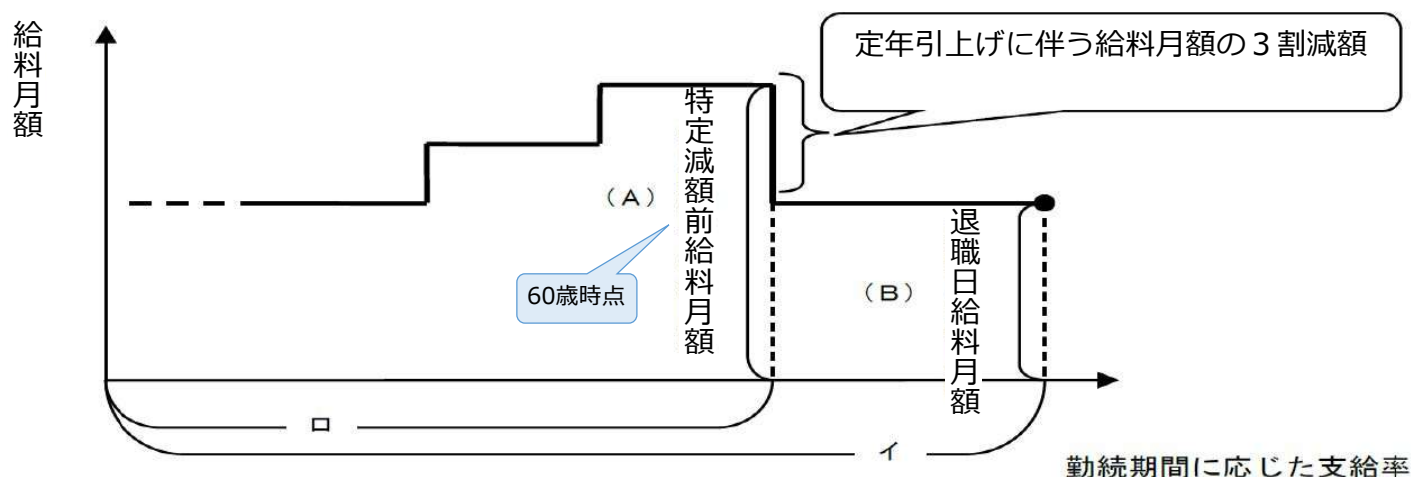 給料月額
定年引上げに伴う給料月額の３割減額
特定減額前給料月額
（A）
60歳時点
退職日給料月額
（B）
ロ
イ
勤続期間に応じた支給率